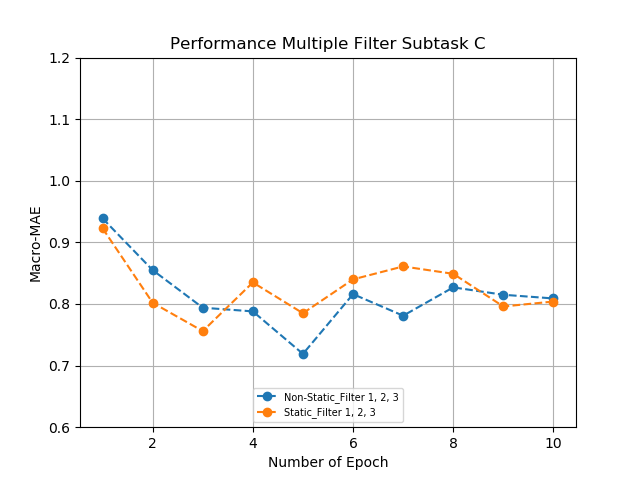 Performance Multiple Filter Subtask C
1.2
1.1
1.0
0.9
0.8
0.7
0.6
Macro-MAE
Non-Static_Filter 1, 2, 3
Static_Filter 1, 2, 3
2 4 6 8 10
Number of Epoch